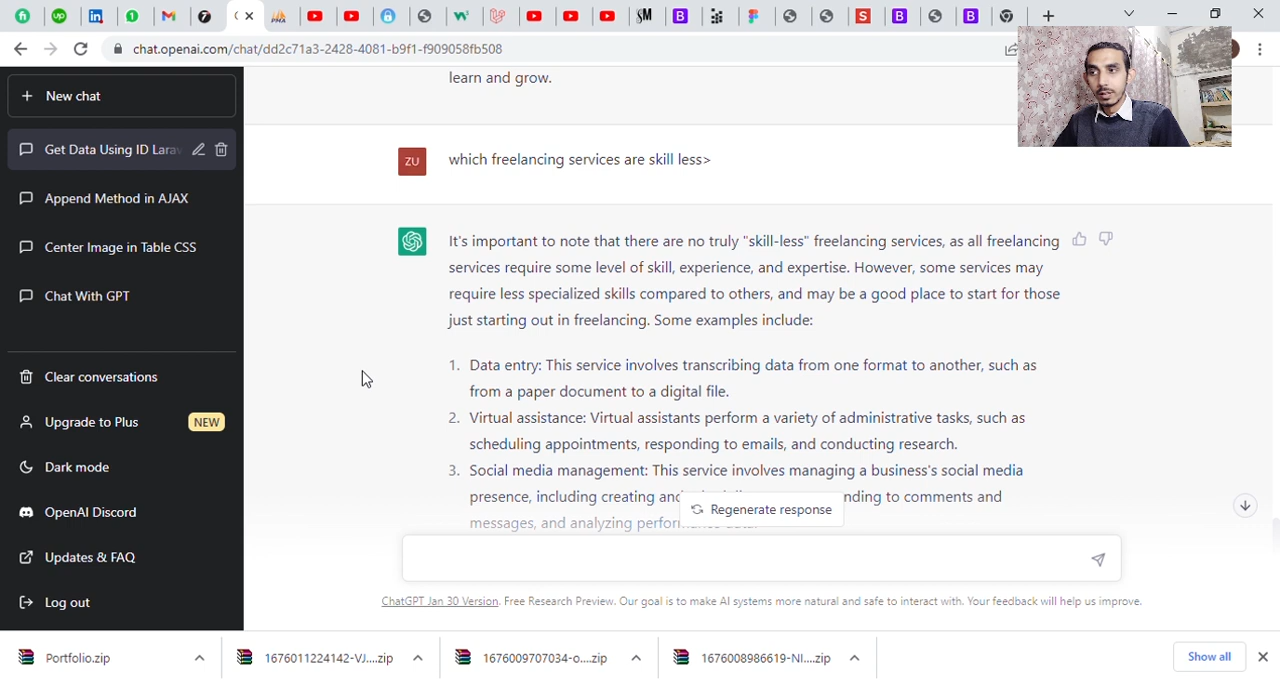 chat.openai.com/chat/dd2c71a3-2428-4081-b9f1-f909058fb508
New chat
Get Data Using ID Larav
Append Method in AJAX
Center Image in Table CSS
Chat With GPT
Clear conversations
Upgrade to Plus NEW
Dark mode
OpenAI Discord
Updates & FAQ
Log out
learn and grow.
ZU which freelancing services are skill less>
It's important to note that there are no truly "skill-less" freelancing services, as all freelancing
services require some level of skill, experience, and expertise. However, some services may
require less specialized skills compared to others, and may be a good place to start for those
just starting out in freelancing. Some examples include:
1. Data entry: This service involves transcribing data from one format to another, such as
from a paper document to a digital file.
2. Virtual assistance: Virtual assistants perform a variety of administrative tasks, such as
scheduling appointments, responding to emails, and conducting research.
3. Social media management: This service involves managing a business's social media
presence, including creating and comments and
messages, and analyzing
Regenerate response
ChatGPT Jan 30 Version. Free Research Preview. Our goal is to make AI systems more natural and safe to interact with. Your feedback will help us improve.
Portfolio.zip
1676011224142-VJ....zip
1676009707034-o....zip
1676008986619-NI....zip
Show all